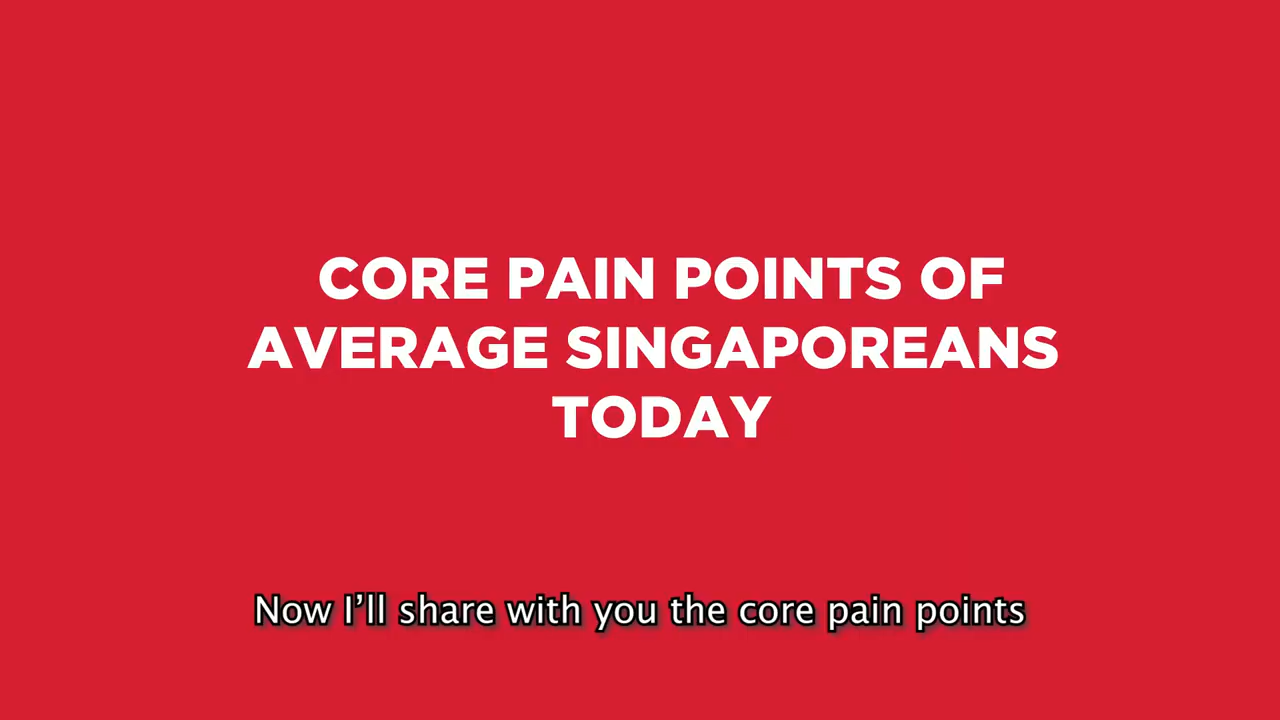 CORE PAIN POINTS OF
AVERAGE SINGAPOREANS
TODAY
Now I’ll share with you the core pain points